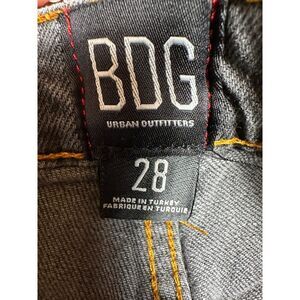 BDG
URBAN OUTFITTERS
28
MADE IN TURKEY
FABRIQUE EN TURQUIE